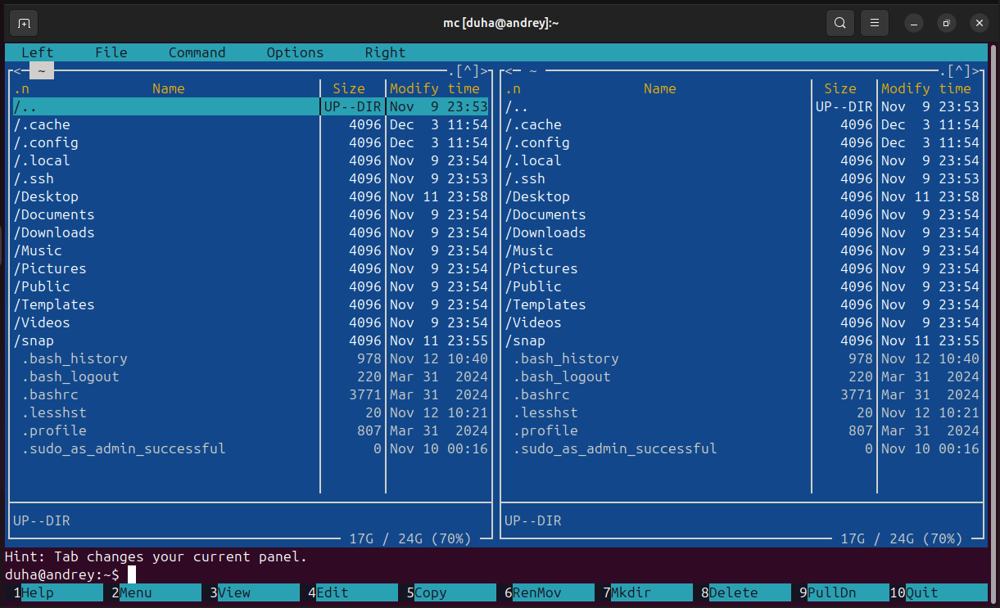 mc [duha@andrey]:~
Left File Command Options Right
<- ~ .[^]> <- ~ .[^]>
.n Name Size Modify time .n Name Size Modify time
/.. UP--DIR Nov 9 23:53 /.. UP--DIR Nov 9 23:53
/.cache 4096 Dec 3 11:54 /.cache 4096 Dec 3 11:54
/.config 4096 Dec 3 11:54 /.config 4096 Dec 3 11:54
/.local 4096 Nov 9 23:54 /.local 4096 Nov 9 23:54
/.ssh 4096 Nov 9 23:53 /.ssh 4096 Nov 9 23:53
/Desktop 4096 Nov 11 23:58 /Desktop 4096 Nov 11 23:58
/Documents 4096 Nov 9 23:54 /Documents 4096 Nov 9 23:54
/Downloads 4096 Nov 9 23:54 /Downloads 4096 Nov 9 23:54
/Music 4096 Nov 9 23:54 /Music 4096 Nov 9 23:54
/Pictures 4096 Nov 9 23:54 /Pictures 4096 Nov 9 23:54
/Public 4096 Nov 9 23:54 /Public 4096 Nov 9 23:54
/Templates 4096 Nov 9 23:54 /Templates 4096 Nov 9 23:54
/Videos 4096 Nov 9 23:54 /Videos 4096 Nov 9 23:54
/snap 4096 Nov 11 23:55 /snap 4096 Nov 11 23:55
.bash_history 978 Nov 12 10:40 .bash_history 978 Nov 12 10:40
.bash_logout 220 Mar 31 2024 .bash_logout 220 Mar 31 2024
.bashrc 3771 Mar 31 2024 .bashrc 3771 Mar 31 2024
.lesshst 20 Nov 12 10:21 .lesshst 20 Nov 12 10:21
.profile 807 Mar 31 2024 .profile 807 Mar 31 2024
.sudo_as_admin_successful 0 Nov 10 00:16 .sudo_as_admin_successful 0 Nov 10 00:16
UP--DIR UP--DIR
17G / 24G (70%) 17G / 24G (70%)
Hint: Tab changes your current panel.
duha@andrey:~$
1Help 2Menu 3View 4Edit 5Copy 6RenMov 7Mkdir 8Delete 9PullDn 10Quit